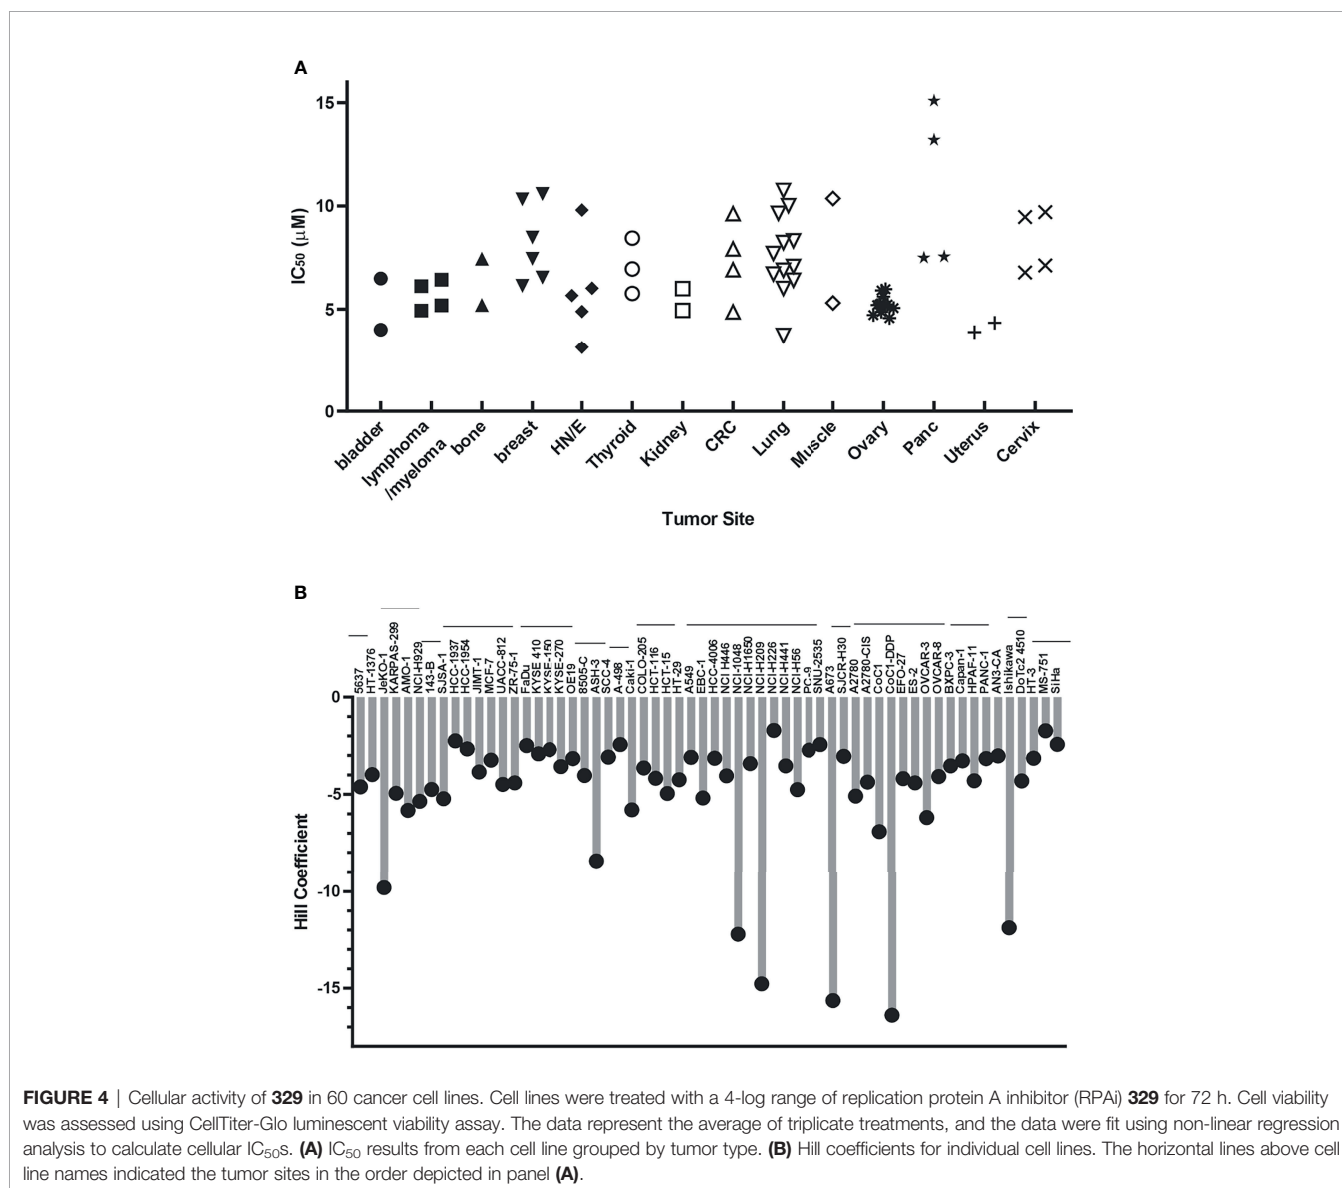 A
15
10
5
0
IC50 (μM)
bladder
lymphoma
/myeloma
bone
breast
HN/E
Thyroid
Kidney
CRC
Lung
Muscle
Ovary
Panc
Uterus
Cervix
Tumor Site
B
5637
HT-1376
JeKO-1
KARPAS-299
AMO-1
NCI-H929
143-B
SJSA-1
HCC-1937
HCC-1954
JIMT-1
MCF-7
UACC-812
ZR-75-1
FaDu
KYSE 410
KYSE-150
KYSE-270
OE19
8505-C
ASH-3
SCC-4
A-498
Caki-1
COLO-205
HCT-116
HCT-15
HT-29
A549
EBC-1
HCC-4006
NCI H446
NCI-1048
NCI-H1650
NCI-H209
NCI-H226
NCI-H441
NCI-H56
PC-9
SNU-2535
A673
SJCR-H30
A2780
A2780-CIS
CoC1
CoC1-DDP
EFO-27
ES-2
OVCAR-3
OVCAR-8
BXPC-3
Capan-1
HPAF-11
PANC-1
AN3-CA
Ishikawa
DoTc2 4510
HT-3
MS-751
SiHa
0
-5
-10
-15
Hill Coefficient
FIGURE 4 | Cellular activity of 329 in 60 cancer cell lines. Cell lines were treated with a 4-log range of replication protein A inhibitor (RPAi) 329 for 72 h. Cell viability
was assessed using CellTiter-Glo luminescent viability assay. The data represent the average of triplicate treatments, and the data were fit using non-linear regression
analysis to calculate cellular IC50s. (A) IC50 results from each cell line grouped by tumor type. (B) Hill coefficients for individual cell lines. The horizontal lines above cell
line names indicated the tumor sites in the order depicted in panel (A).